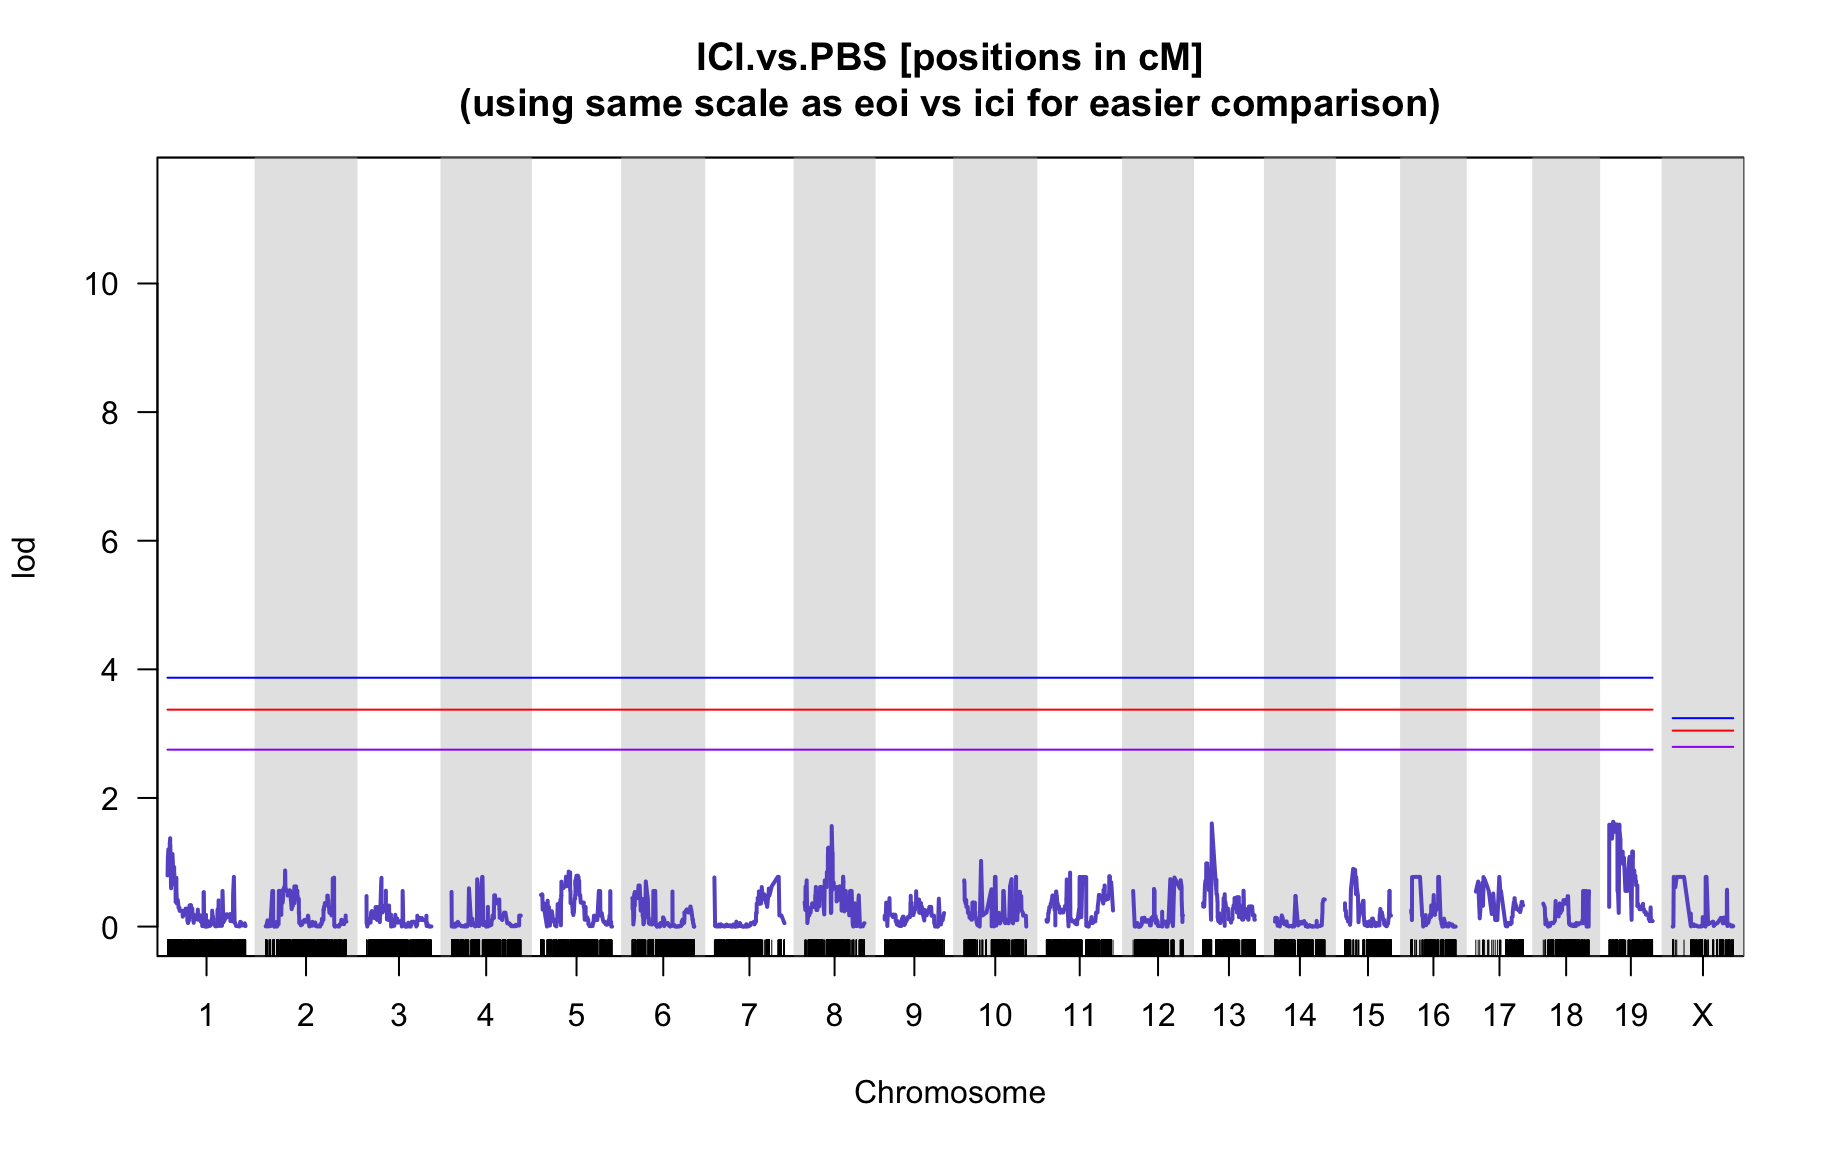 ICI.vs.PBS [positions in cM]
(using same scale as eoi vs ici for easier comparison)
10
8
6
4
2
0
lod
1 2 3 4 5 6 7 8 9 10 11 12 13 14 15 16 17 18 19 X
Chromosome